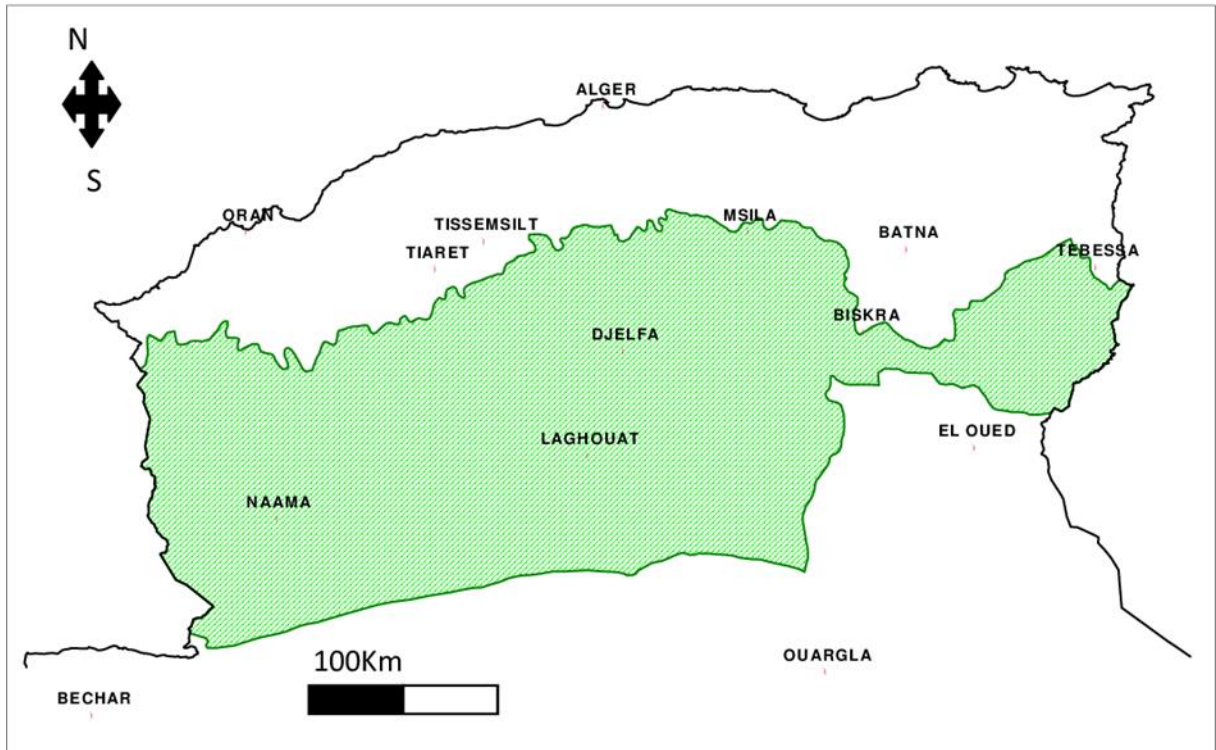 N
S
ALGER
ORAN
TISSEMSILT
MSILA
TIARET
BATNA
TEBESSA
BISKRA
DJELFA
LAGHOUAT
EL OUED
NAAMA
OUARGLA
100Km
BECHAR